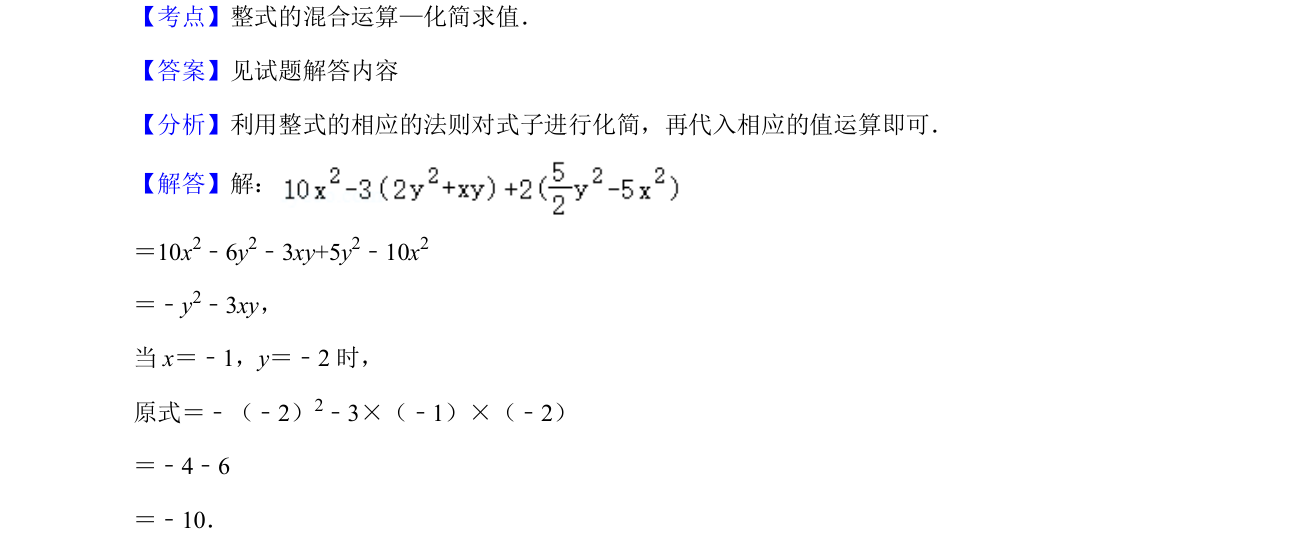 【考点】整式的混合运算—化简求值．
【答案】见试题解答内容
【分析】利用整式的相应的法则对式子进行化简，再代入相应的值运算即可．
【解答】解：10x²-3(2y²+xy)+2(5/2y²-5x²)
＝10x²﹣6y²﹣3xy+5y²﹣10x²
＝﹣y²﹣3xy，
当 x＝﹣1，y＝﹣2 时，
原式＝﹣（﹣2）²﹣3×（﹣1）×（﹣2）
＝﹣4﹣6
＝﹣10．